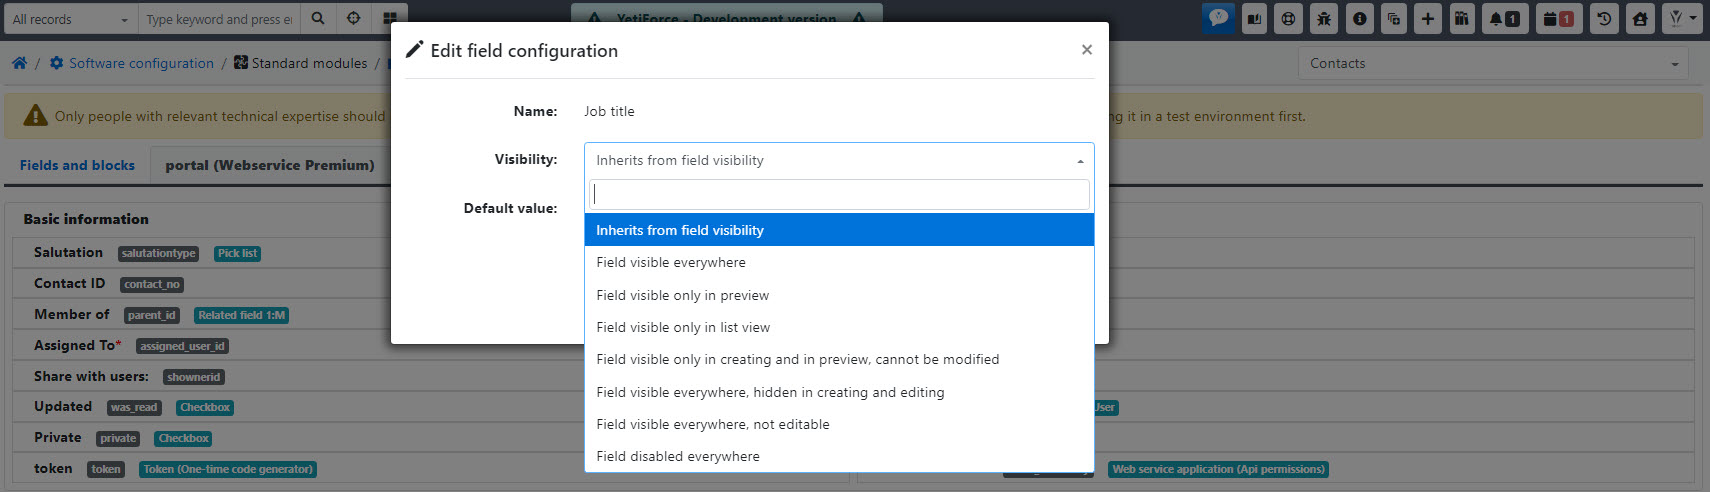 All records
Type keyword and press en
YetiForce - Development version
1
1
Edit field configuration
×
/ Software configuration / Standard modules /
Contacts
Only people with relevant technical expertise should
g it in a test environment first.
Name: Job title
Fields and blocks
portal (Webservice Premium)
Visibility: Inherits from field visibility
Default value:
Inherits from field visibility
Field visible everywhere
Field visible only in preview
Field visible only in list view
Field visible only in creating and in preview, cannot be modified
Field visible everywhere, hidden in creating and editing
Field visible everywhere, not editable
Field disabled everywhere
Basic information
Salutation salutationtype Pick list
Contact ID contact_no
Member of parent_id Related field 1:M
Assigned To* assigned_user_id
Share with users: shownerid
Updated was_read Checkbox
User
Private private Checkbox
token token Token (One-time code generator)
Web service application (Api permissions)